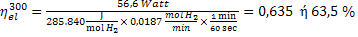 η_el^300 = 56,6 Watt / (285.840 J/mol H₂ × 0,0187 mol H₂/min × 1 min/60 sec) = 0,635 ή 63,5 %